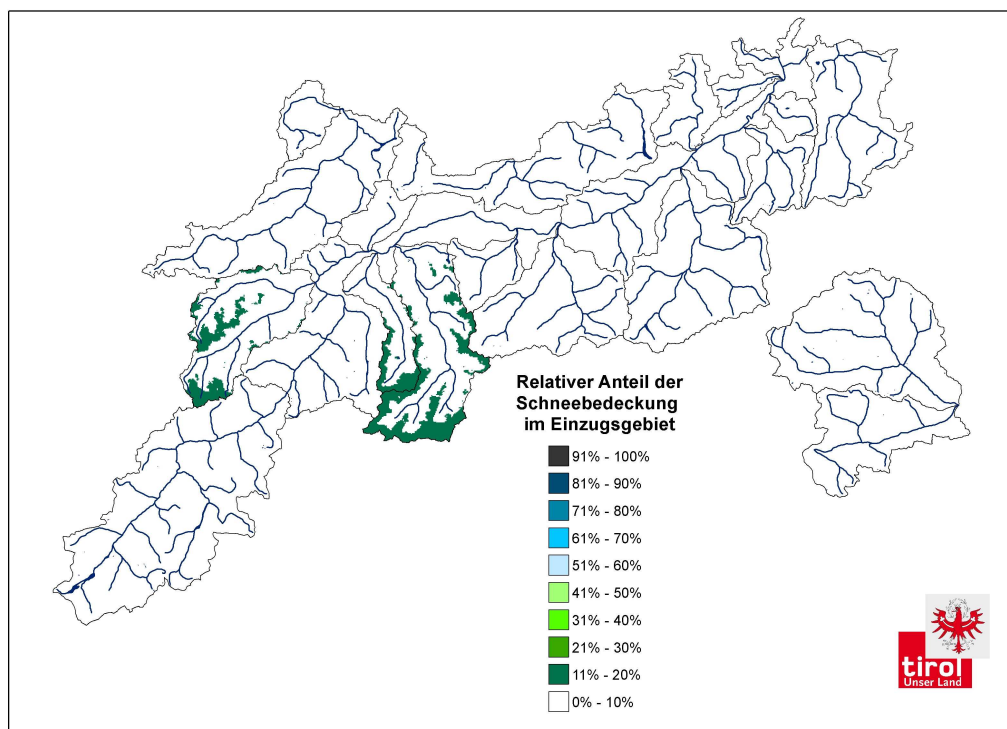 Relativer Anteil der
Schneebedeckung
im Einzugsgebiet
91% - 100%
81% - 90%
71% - 80%
61% - 70%
51% - 60%
41% - 50%
31% - 40%
21% - 30%
11% - 20%
0% - 10%
tirol
Unser Land